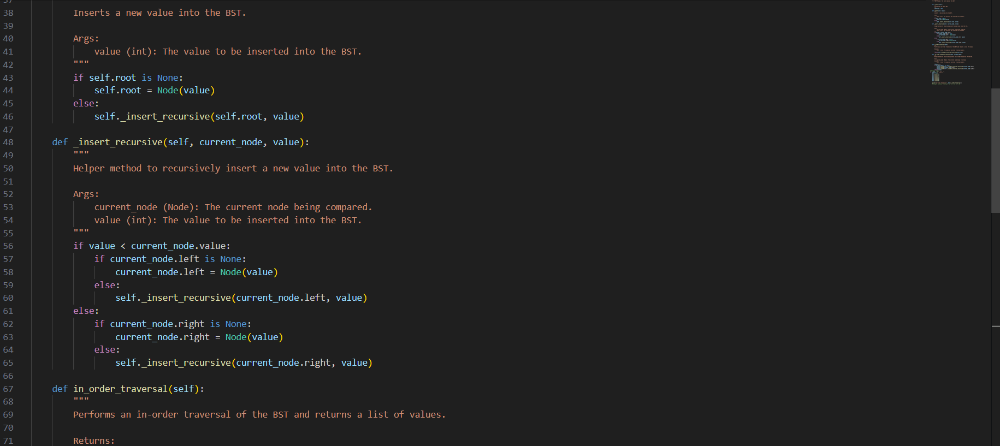 37
38 Inserts a new value into the BST.
39
40 Args:
41 value (int): The value to be inserted into the BST.
42 """
43 if self.root is None:
44 self.root = Node(value)
45 else:
46 self._insert_recursive(self.root, value)
47
48 def _insert_recursive(self, current_node, value):
49 """
50 Helper method to recursively insert a new value into the BST.
51
52 Args:
53 current_node (Node): The current node being compared.
54 value (int): The value to be inserted into the BST.
55 """
56 if value < current_node.value:
57 if current_node.left is None:
58 current_node.left = Node(value)
59 else:
60 self._insert_recursive(current_node.left, value)
61 else:
62 if current_node.right is None:
63 current_node.right = Node(value)
64 else:
65 self._insert_recursive(current_node.right, value)
66
67 def in_order_traversal(self):
68 """
69 Performs an in-order traversal of the BST and returns a list of values.
70
71 Returns: